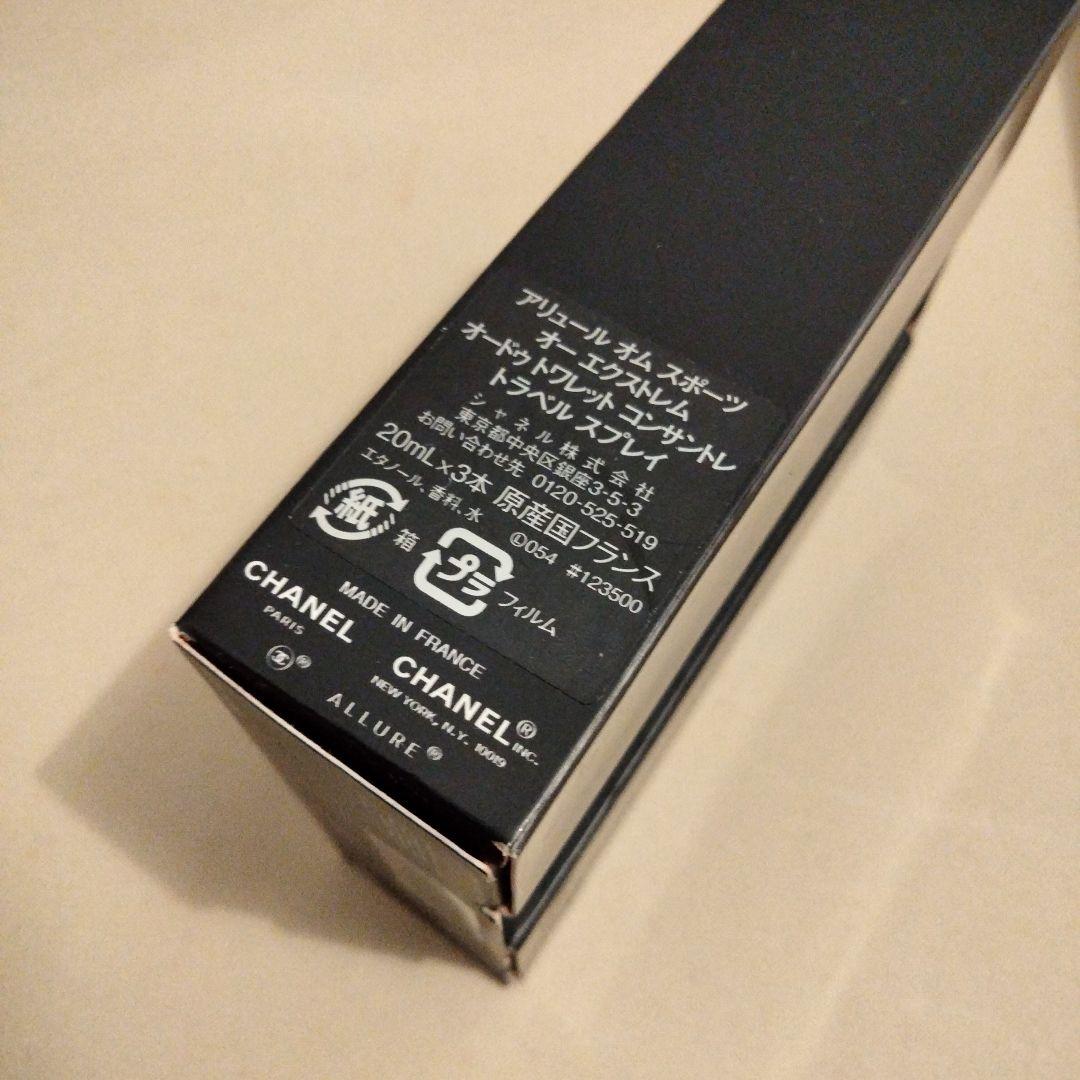 アリュール オム スポーツ
オー エクストレム
オードゥ トワレット コンサントレ
トラベル スプレイ
シャネル株式会社
東京都中央区銀座3-5-3
お問い合わせ先 0120-525-519
20mL×3本 原産国フランス
エタノール、香料、水 Ⓛ054 #123500
紙 箱 プラ フィルム
MADE IN FRANCE
CHANEL
PARIS
CHANEL® INC.
NEW YORK, N.Y. 10019
®
ALLURE®